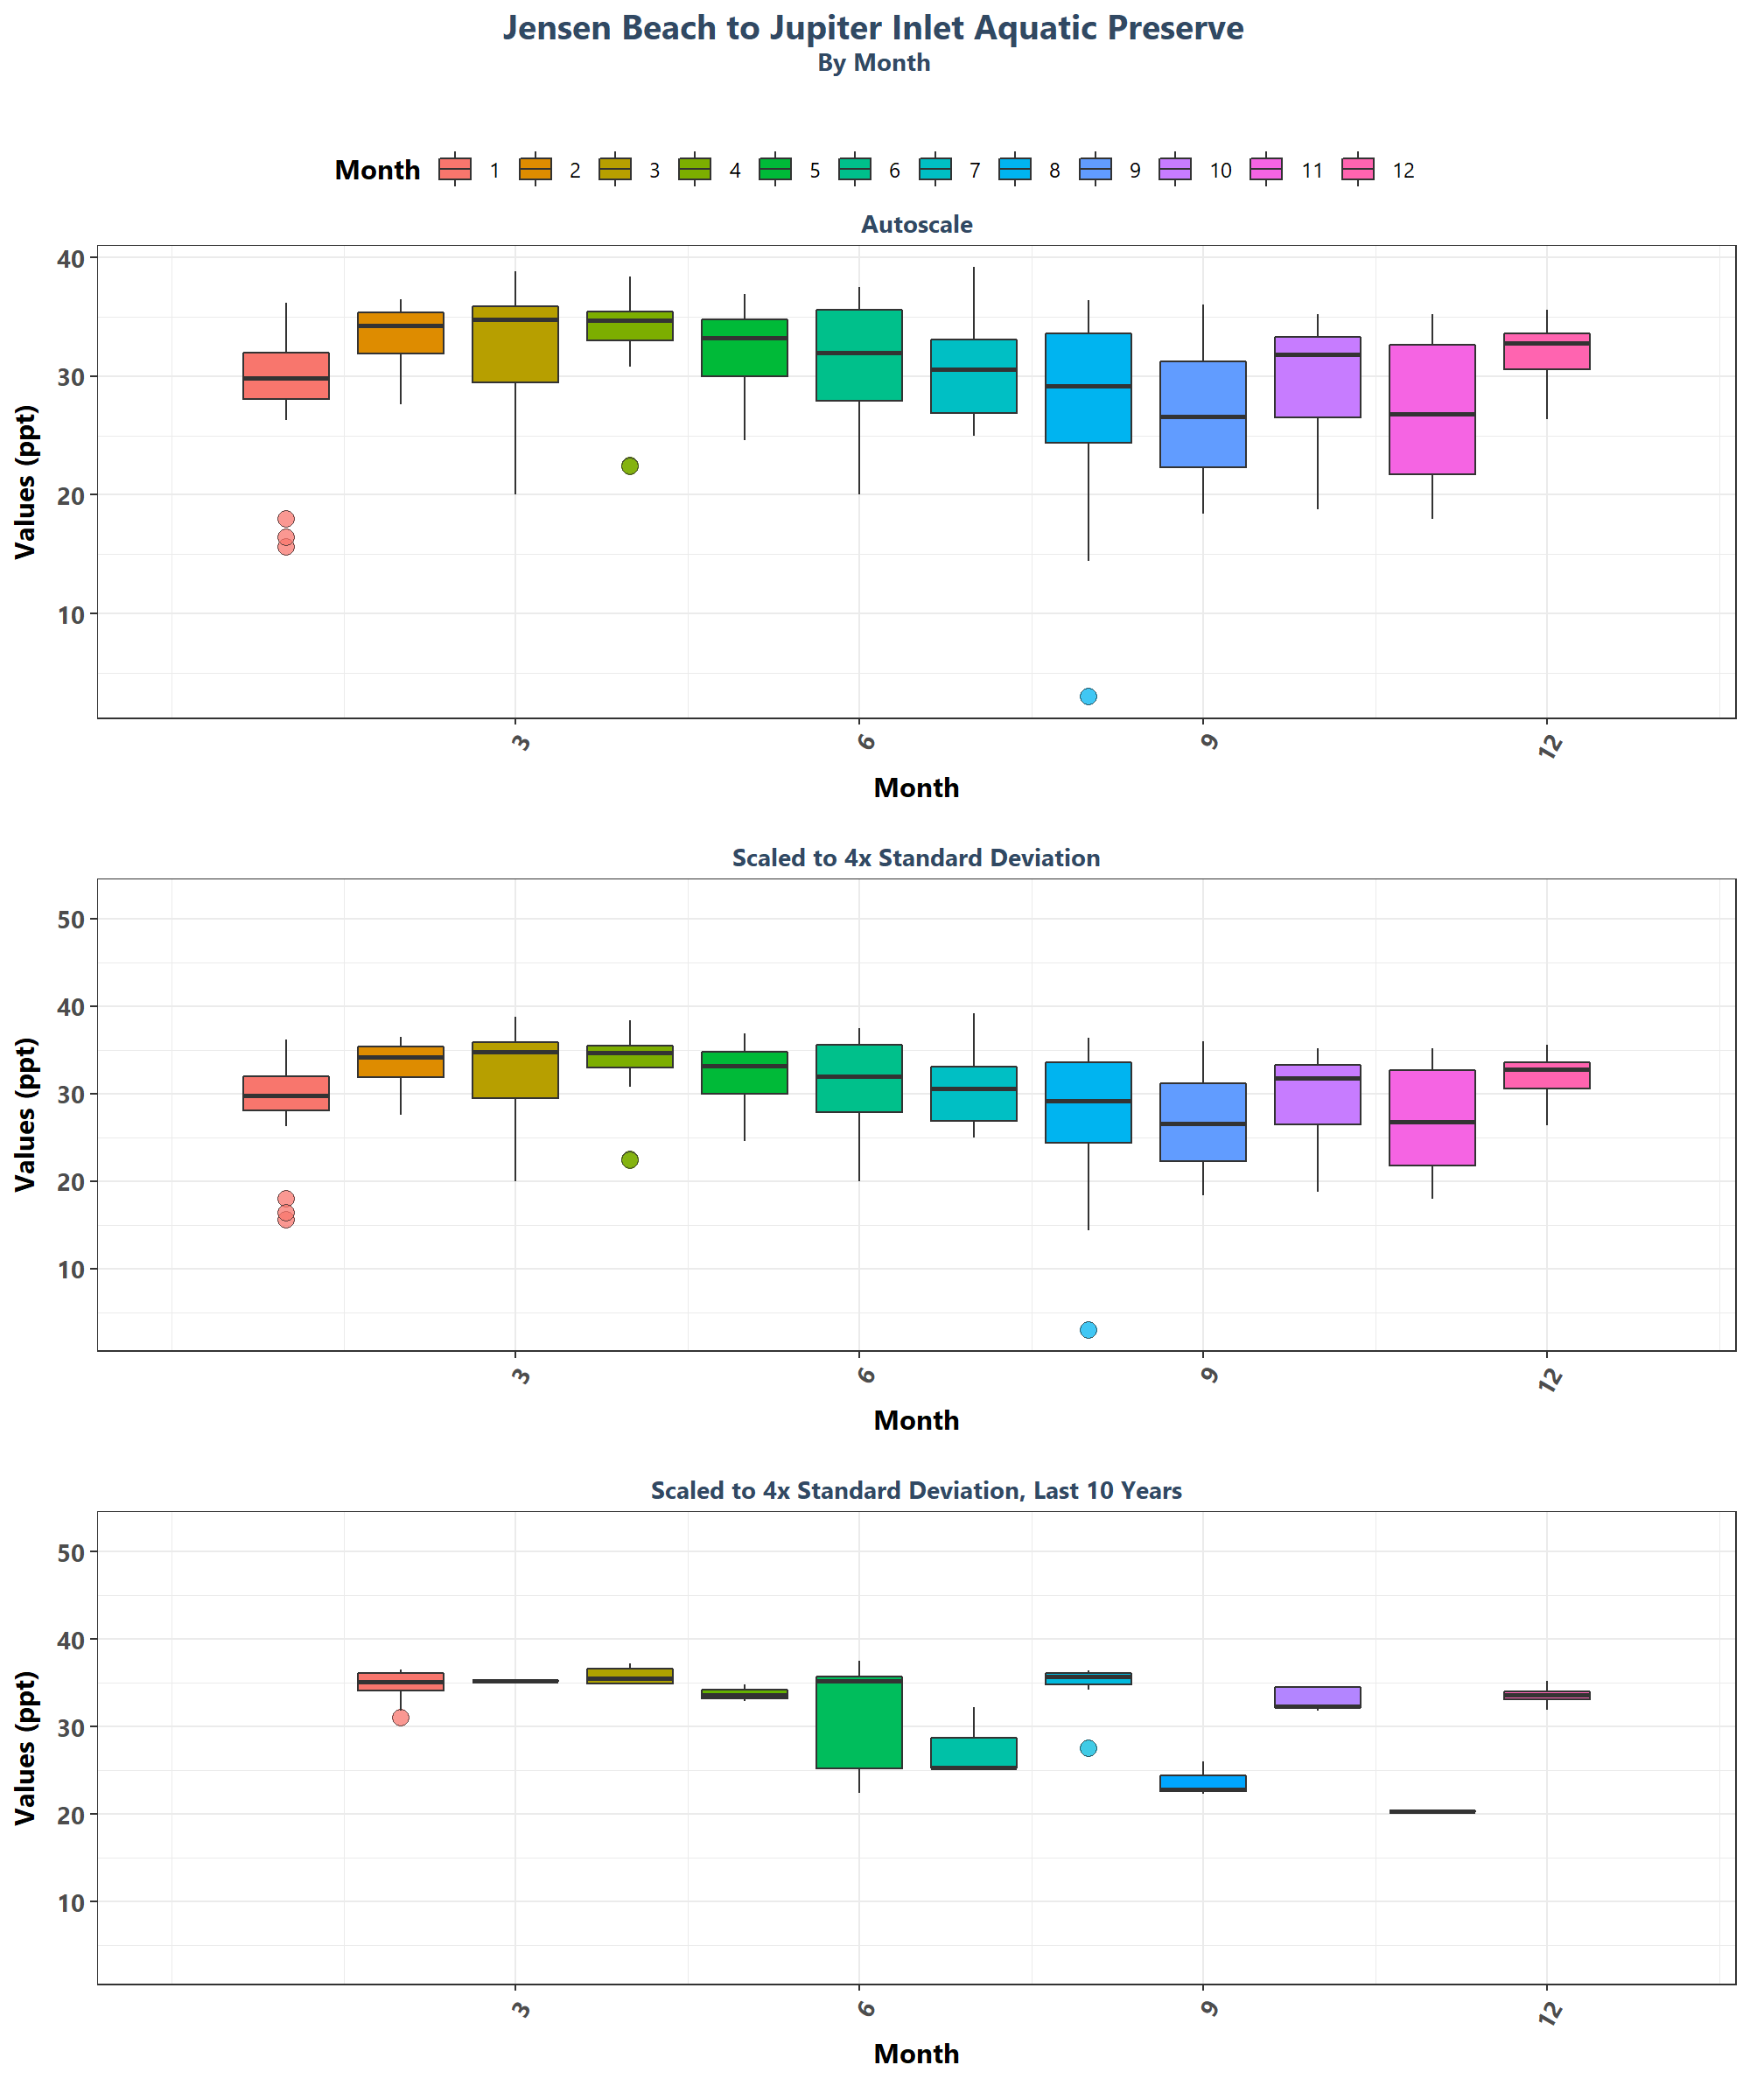 Jensen Beach to Jupiter Inlet Aquatic Preserve
By Month
Month 1 2 3 4 5 6 7 8 9 10 11 12
Autoscale
Values (ppt)
40
30
20
10
3 6 9 12
Month
Scaled to 4x Standard Deviation
Values (ppt)
50
40
30
20
10
3 6 9 12
Month
Scaled to 4x Standard Deviation, Last 10 Years
Values (ppt)
50
40
30
20
10
3 6 9 12
Month